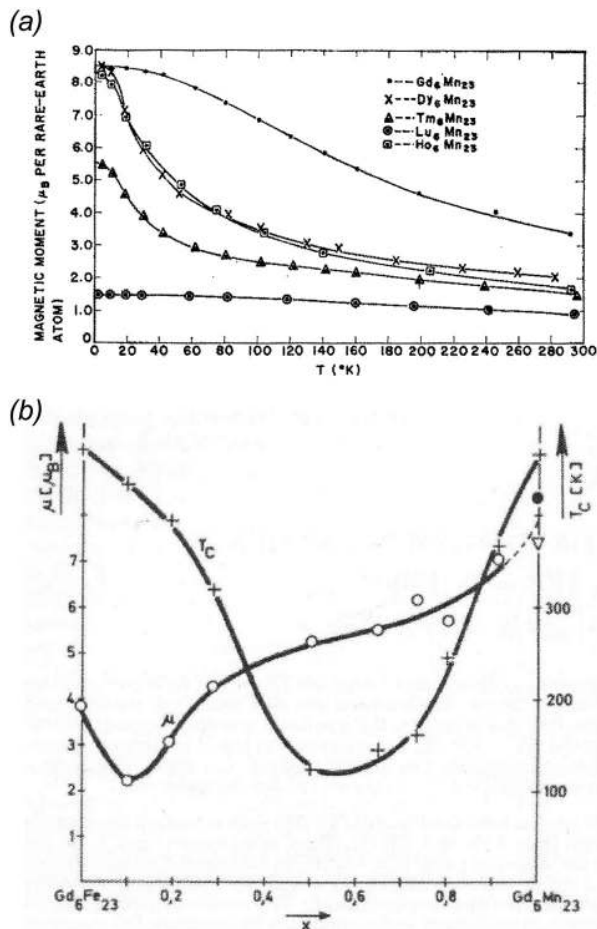 (a)
MAGNETIC MOMENT (μB PER RARE-EARTH ATOM)
9.0
8.0
7.0
6.0
5.0
4.0
3.0
2.0
1.0
0
Gd6Mn23
Dy6Mn23
Tm6Mn23
Lu6Mn23
Ho6Mn23
0 20 40 60 80 100 120 140 160 180 200 220 240 260 280 300
T (°K)
(b)
μ[μB]
TC[K]
7
6
5
4
3
2
1
300
200
100
TC
μ
Gd6Fe23 0,2 0,4 0,6 0,8 Gd6Mn23
x